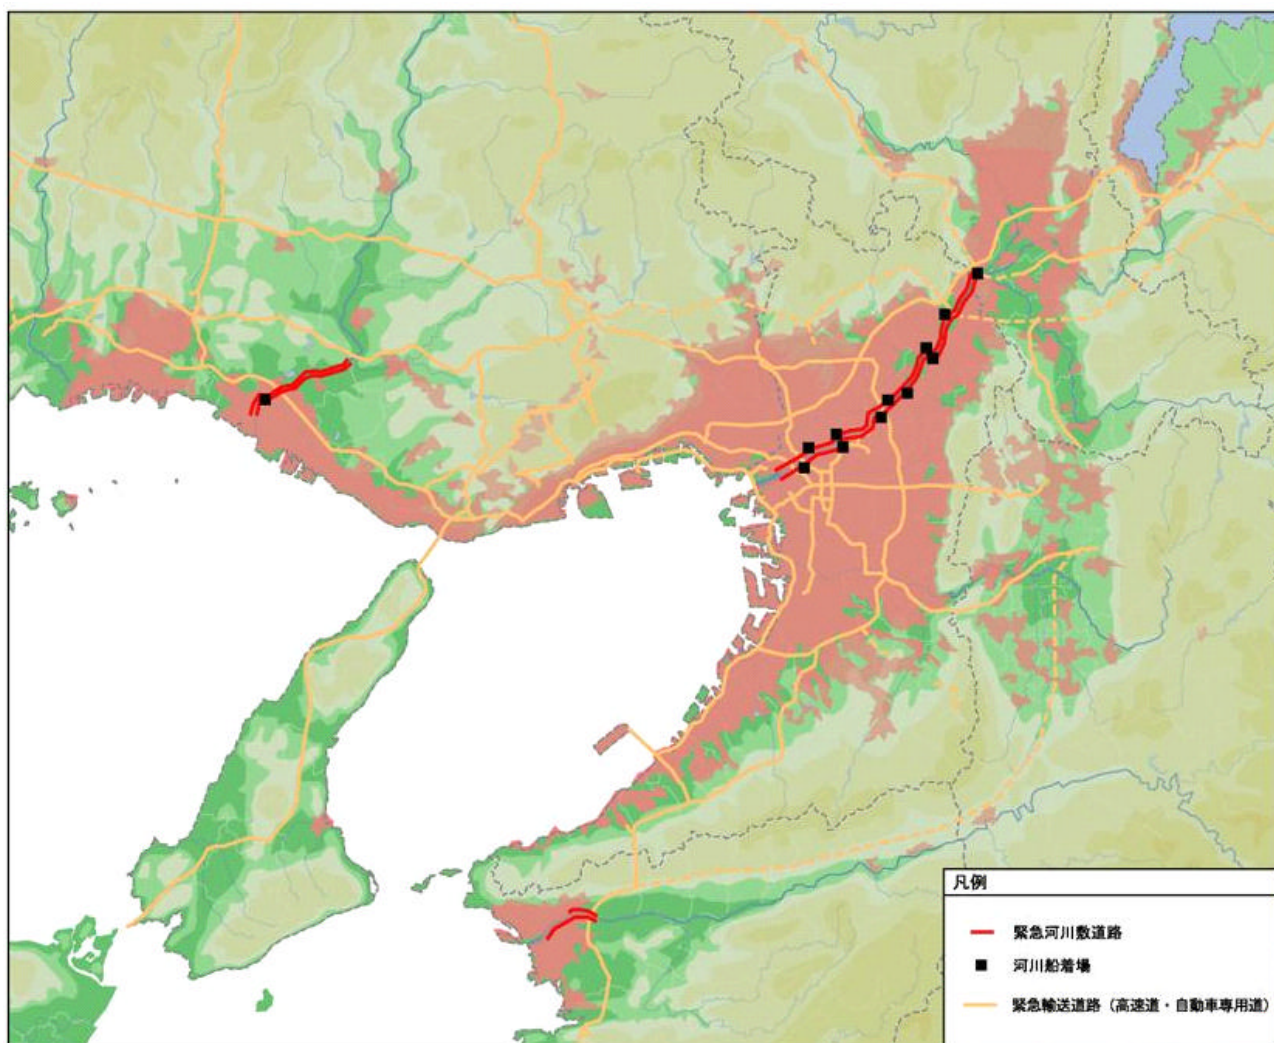 凡例
緊急河川敷道路
河川船着場
緊急輸送道路（高速道・自動車専用道）